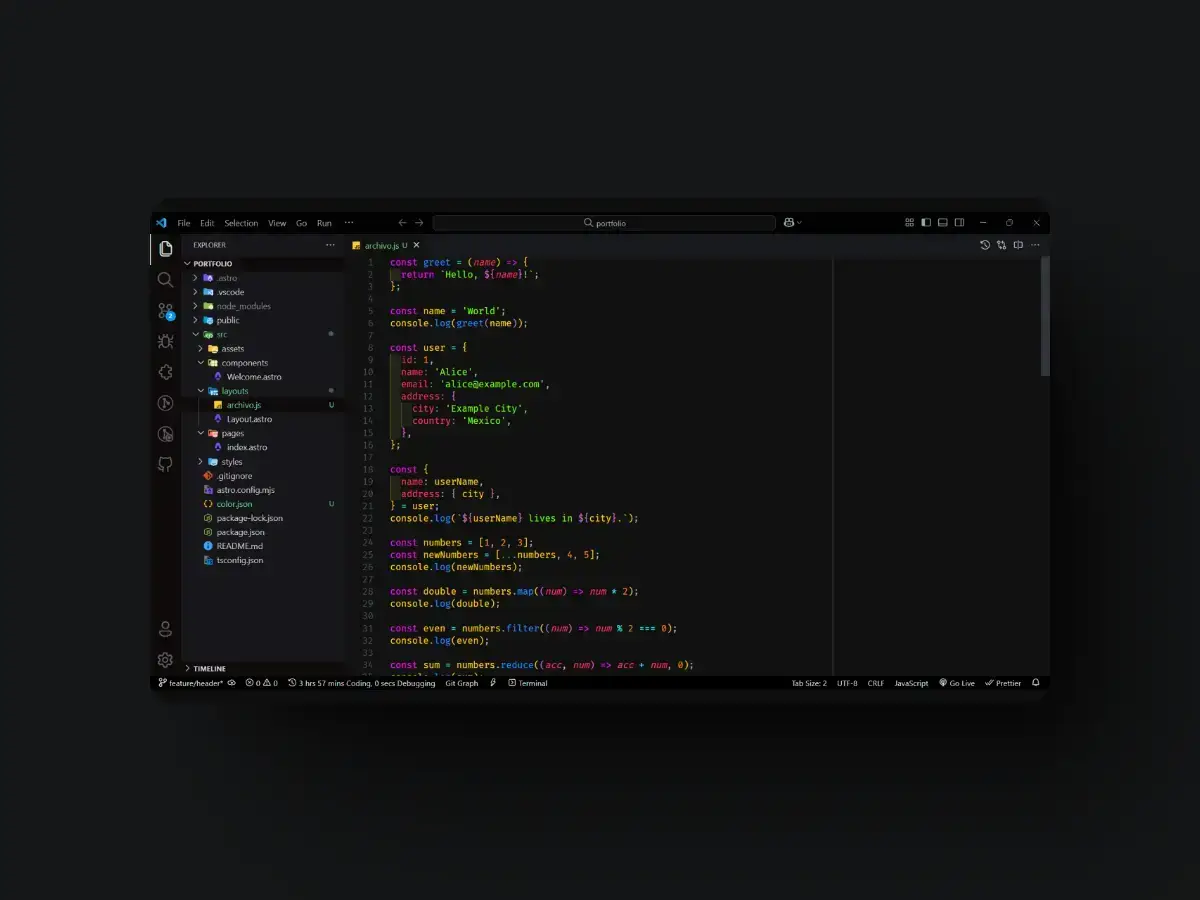 File Edit Selection View Go Run ··· portfolio
EXPLORER ···
PORTFOLIO
.astro
.vscode
node_modules
public
src
assets
components
Welcome.astro
layouts
archivo.js U
Layout.astro
pages
index.astro
styles
.gitignore
astro.config.mjs
color.json U
package-lock.json
package.json
README.md
tsconfig.json
TIMELINE
archivo.js U
1 const greet = (name) => {
2 return `Hello, ${name}!`;
3 };
4
5 const name = 'World';
6 console.log(greet(name));
7
8 const user = {
9 id: 1,
10 name: 'Alice',
11 email: 'alice@example.com',
12 address: {
13 city: 'Example City',
14 country: 'Mexico',
15 },
16 };
17
18 const {
19 name: userName,
20 address: { city },
21 } = user;
22 console.log(`${userName} lives in ${city}.`);
23
24 const numbers = [1, 2, 3];
25 const newNumbers = [...numbers, 4, 5];
26 console.log(newNumbers);
27
28 const double = numbers.map((num) => num * 2);
29 console.log(double);
30
31 const even = numbers.filter((num) => num % 2 === 0);
32 console.log(even);
33
34 const sum = numbers.reduce((acc, num) => acc + num, 0);
feature/header* 0 0 3 hrs 57 mins Coding, 0 secs Debugging Git Graph Terminal Tab Size: 2 UTF-8 CRLF JavaScript Go Live Prettier